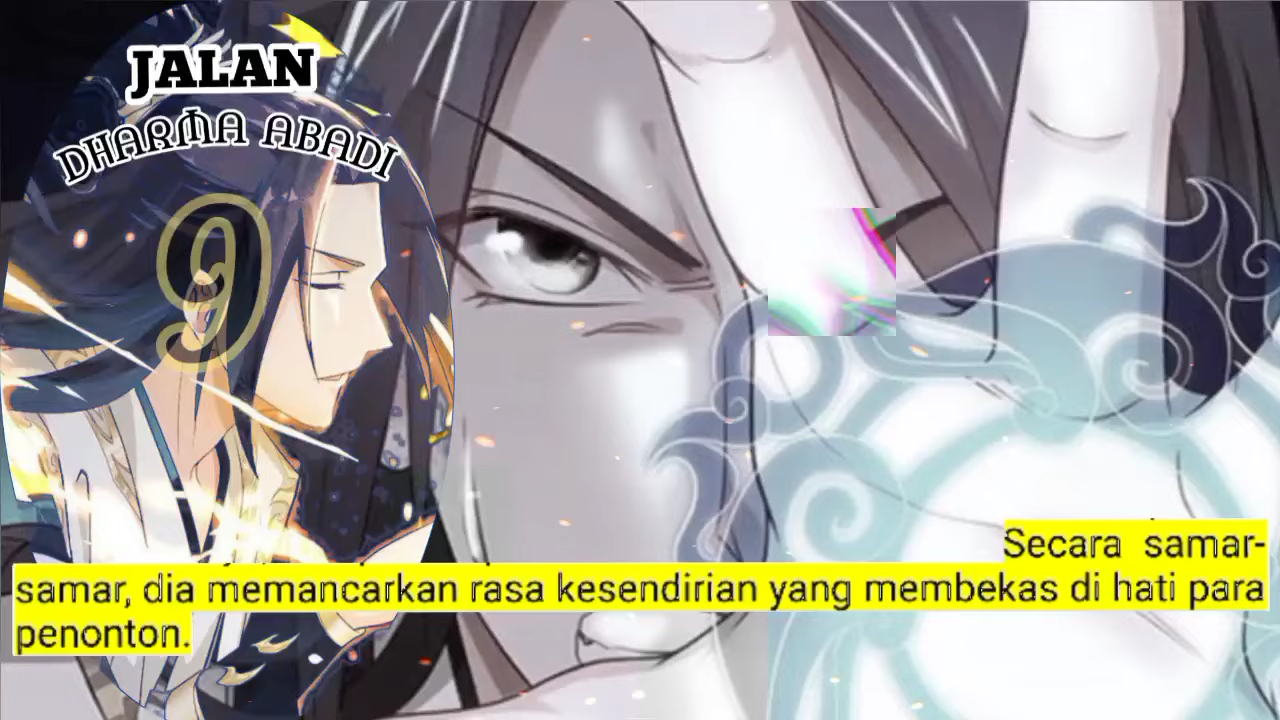 JALAN
DHARMA ABADI
9
Secara samar-
samar, dia memancarkan rasa kesendirian yang membekas di hati para
penonton.